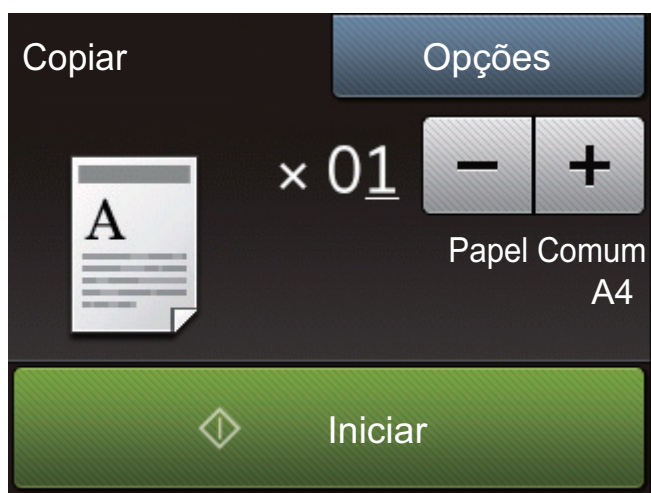 Copiar
Opções
× 01
− +
A
Papel Comum
A4
Iniciar